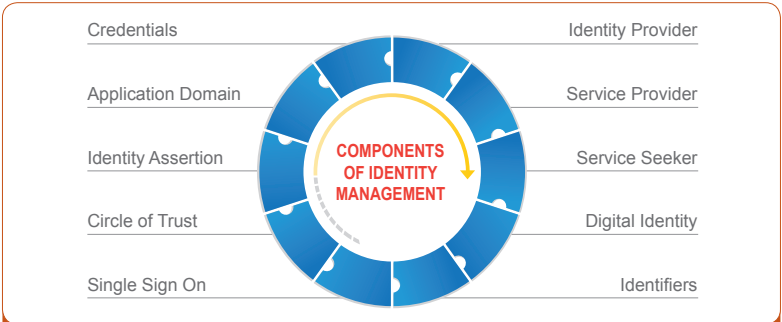 Credentials
Identity Provider
Application Domain
Service Provider
Identity Assertion
COMPONENTS
OF IDENTITY
MANAGEMENT
Service Seeker
Circle of Trust
Digital Identity
Single Sign On
Identifiers